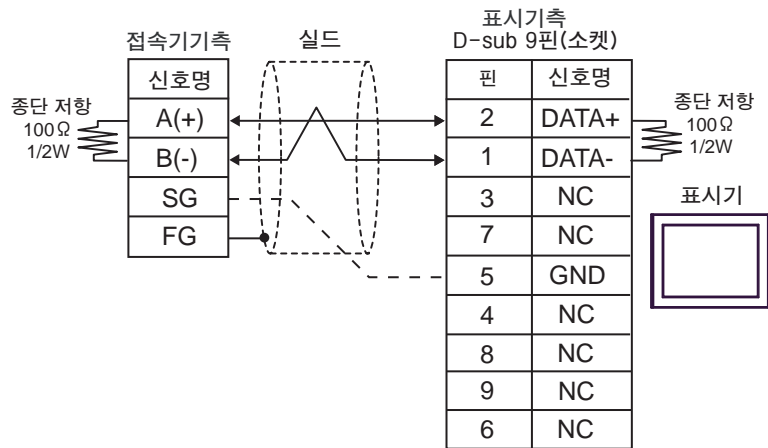 표시기측
접속기기측
실드
D-sub 9핀(소켓)
신호명
핀
신호명
종단 저항
100Ω
1/2W
A(+)
2
DATA+
종단 저항
100Ω
1/2W
B(-)
1
DATA-
SG
3
NC
표시기
FG
7
NC
5
GND
4
NC
8
NC
9
NC
6
NC